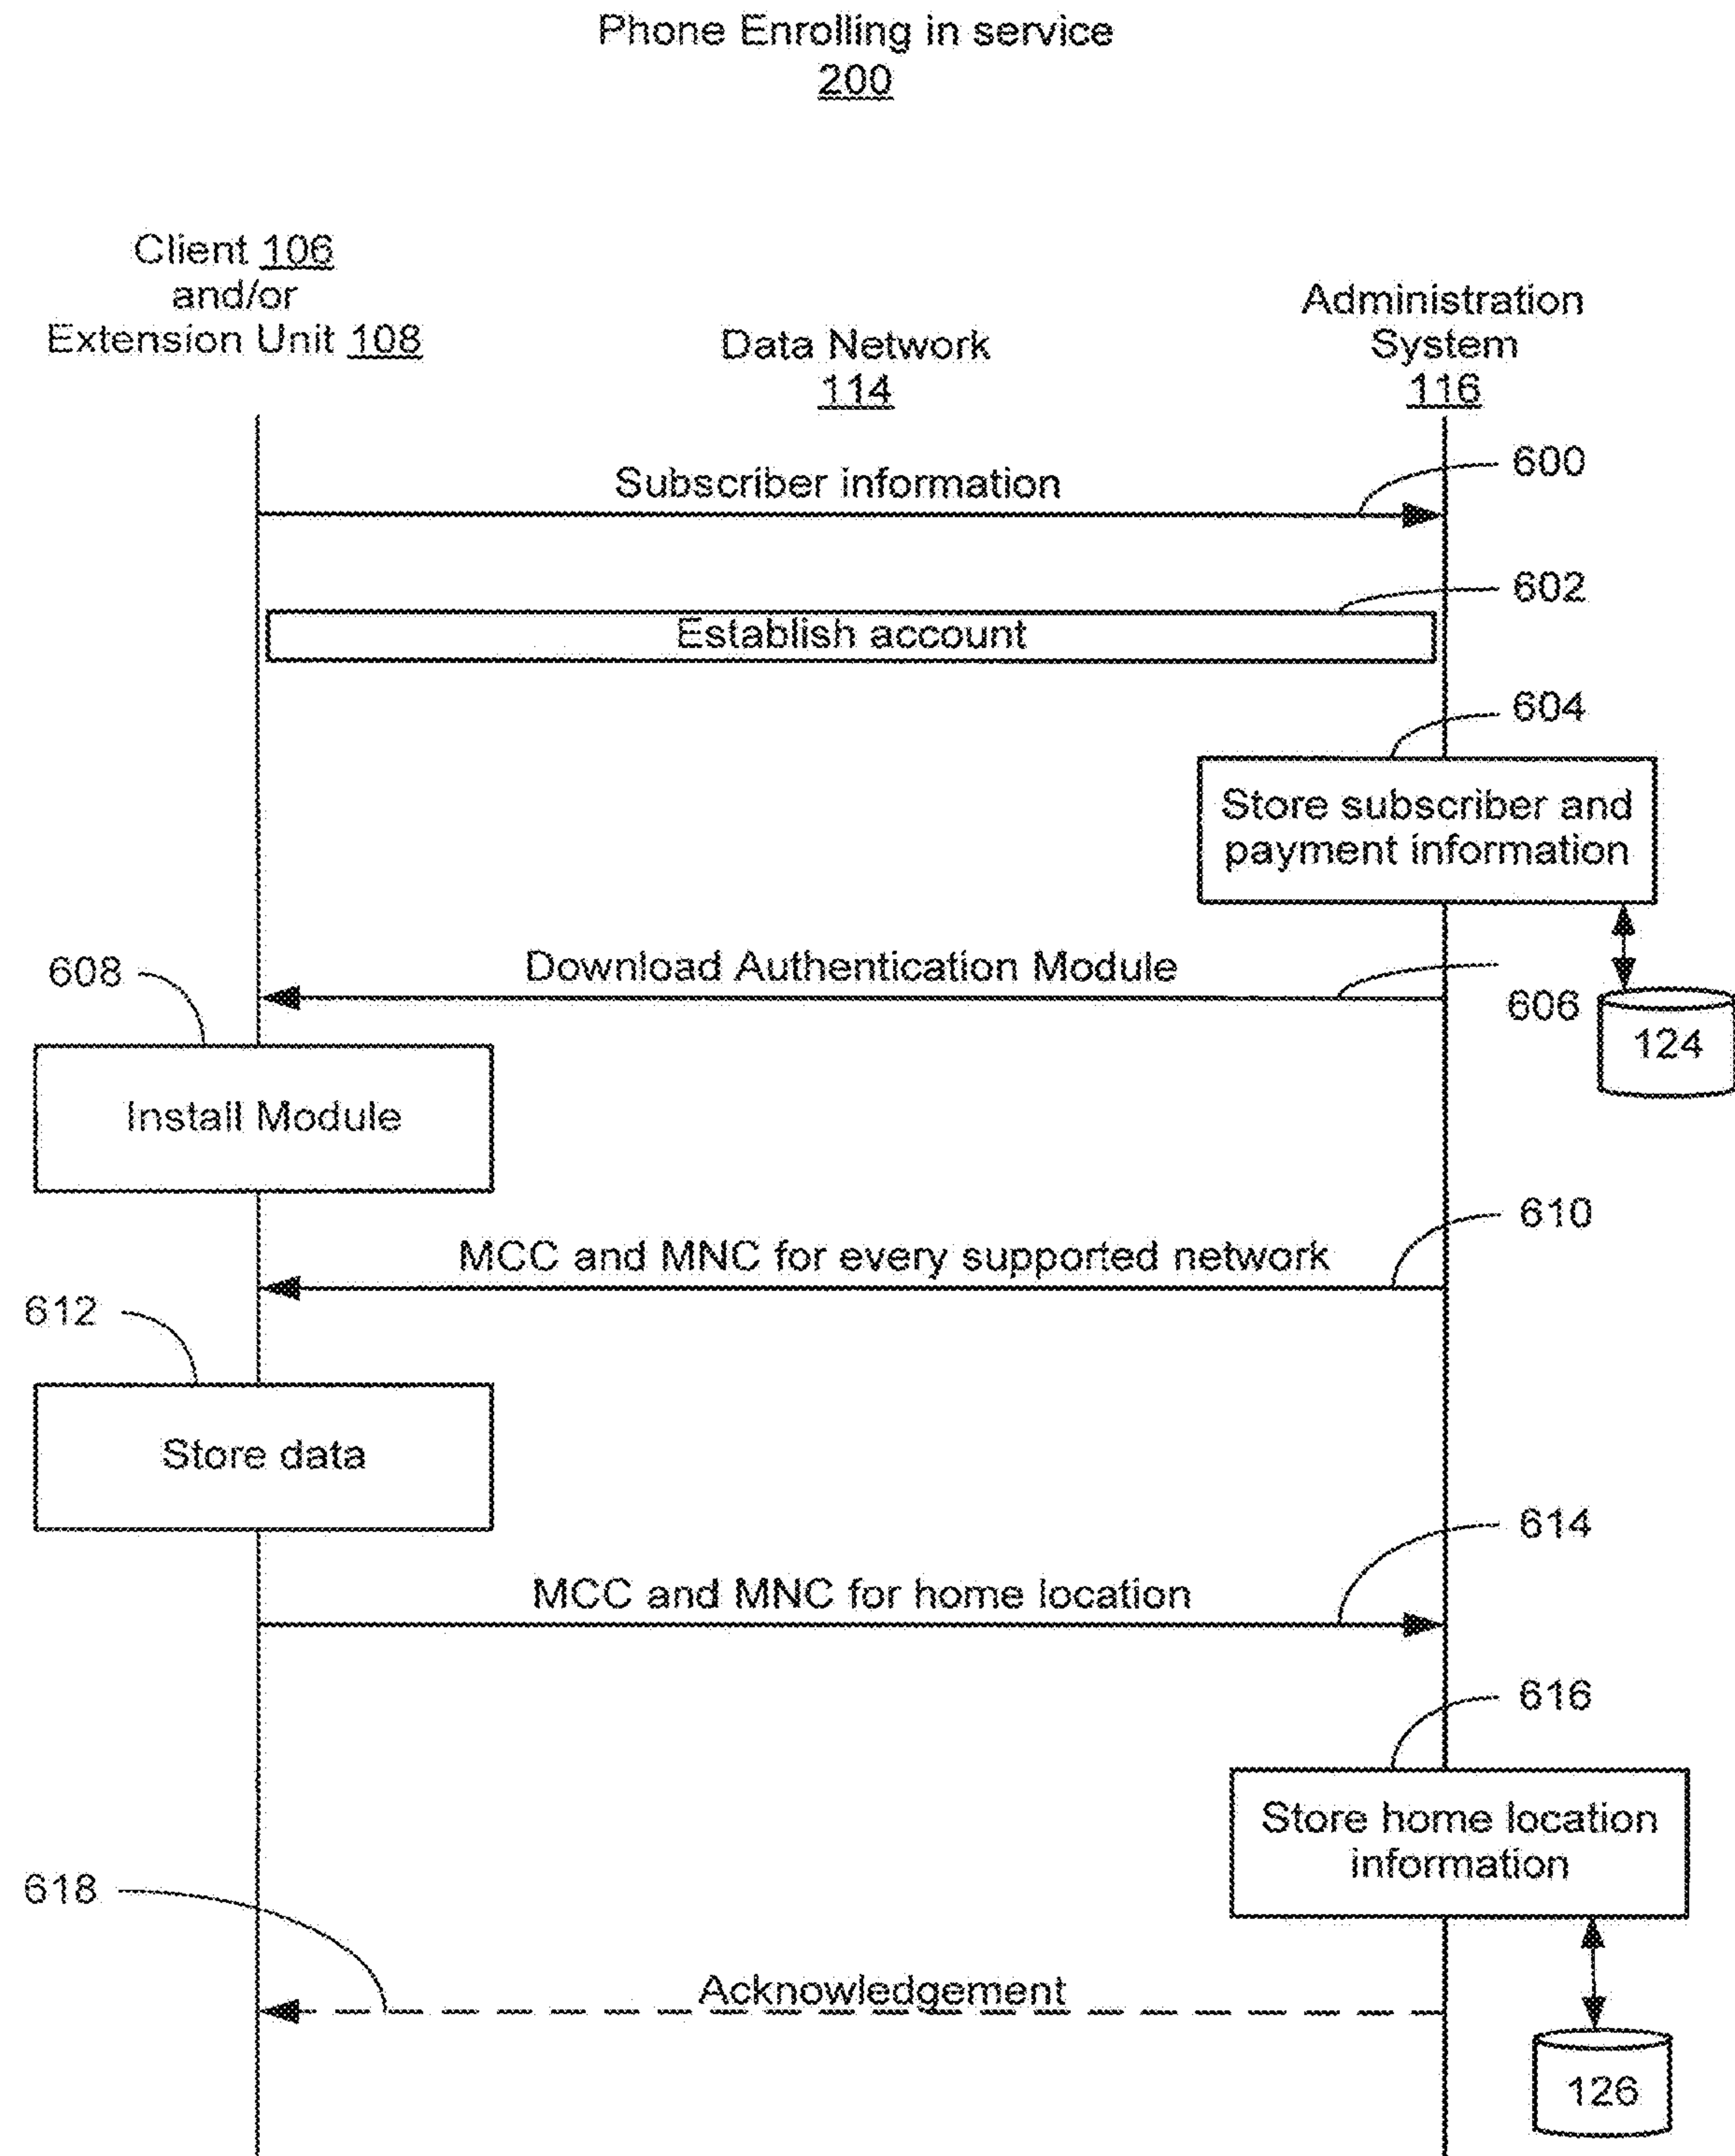 Phone Enrolling in service
200
Client 106
and/or
Extension Unit 108
Data Network
114
Administration
System
116
Subscriber information
600
Establish account
602
604
Store subscriber and
payment information
Download Authentication Module
606
608
124
Install Module
MCC and MNC for every supported network
610
612
Store data
MCC and MNC for home location
614
616
Store home location
information
618
Acknowledgement
126